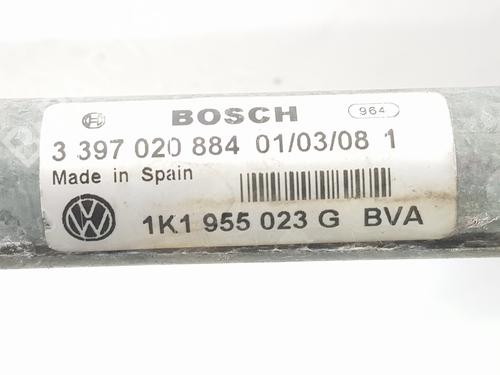 BOSCH 964
3 397 020 884 01/03/08 1
Made in Spain
1K1 955 023 G BVA